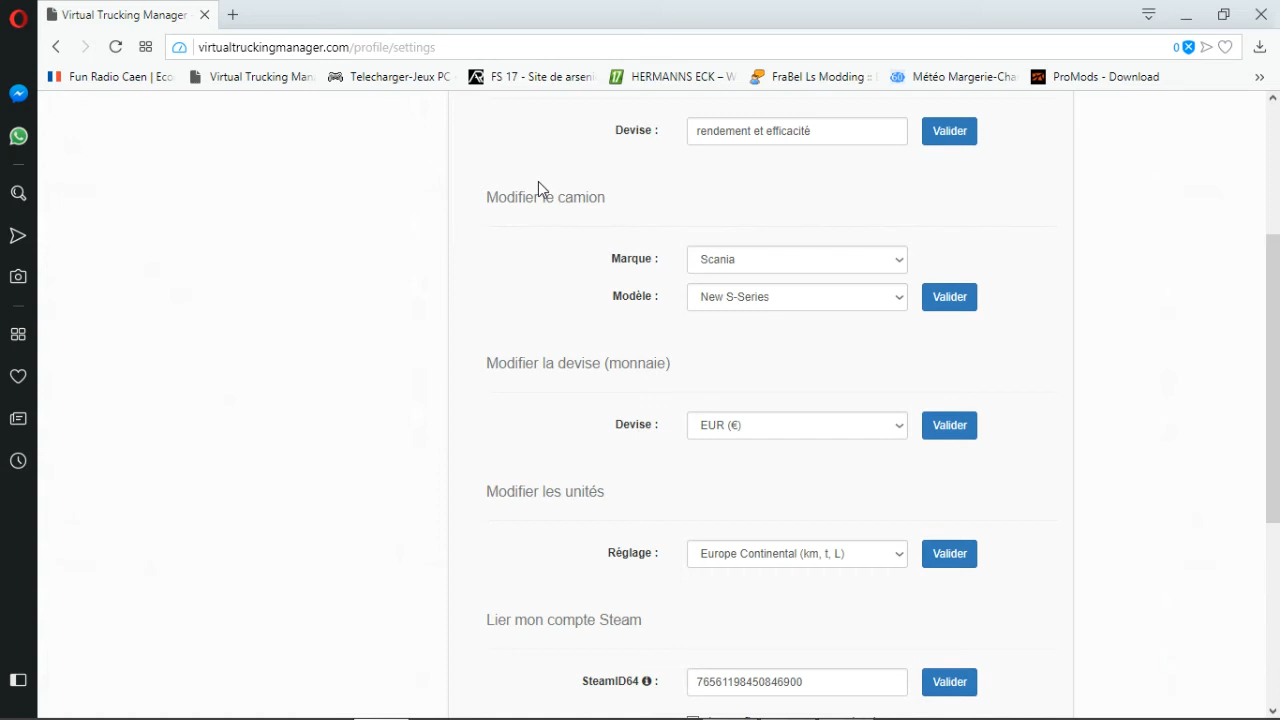 Virtual Trucking Manager -
virtualtruckingmanager.com/profile/settings
0
Fun Radio Caen | Eco
Virtual Trucking Man
Telecharger-Jeux PC
FS 17 - Site de arseni
HERMANNS ECK – W
FraBel Ls Modding ::
Météo Margerie-Cha
ProMods - Download
Devise :
rendement et efficacité
Valider
Modifier le camion
Marque :
Scania
Modèle :
New S-Series
Valider
Modifier la devise (monnaie)
Devise :
EUR (€)
Valider
Modifier les unités
Réglage :
Europe Continental (km, t, L)
Valider
Lier mon compte Steam
SteamID64 :
76561198450846900
Valider